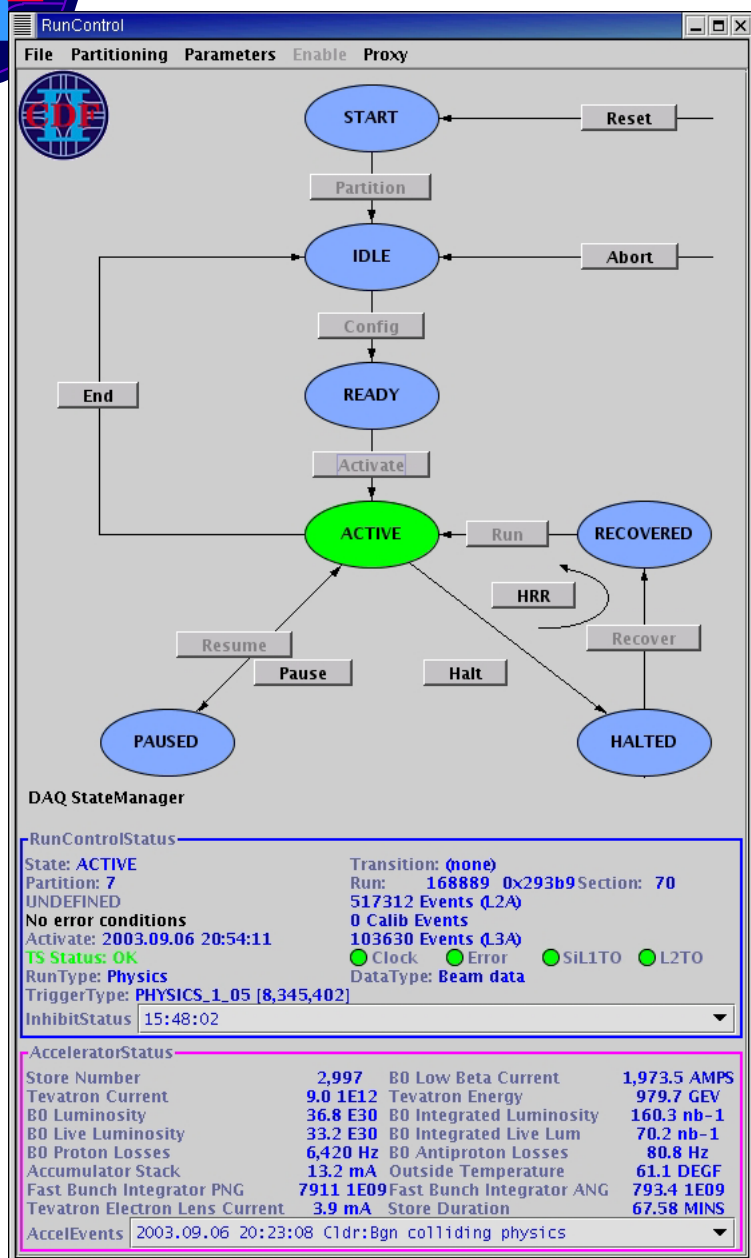 RunControl
File Partitioning Parameters Enable Proxy
CDF II
START
Reset
Partition
IDLE
Abort
Config
End
READY
Activate
ACTIVE
Run
RECOVERED
HRR
Resume
Recover
Pause
Halt
PAUSED
HALTED
DAQ StateManager
RunControlStatus
State: ACTIVE Transition: (none)
Partition: 7 Run: 168889 0x293b9 Section: 70
UNDEFINED 517312 Events (L2A)
No error conditions 0 Calib Events
Activate: 2003.09.06 20:54:11 103630 Events (L3A)
TS Status: OK Clock Error SiL1TO L2TO
RunType: Physics DataType: Beam data
TriggerType: PHYSICS_1_05 [8,345,402]
InhibitStatus 15:48:02
AcceleratorStatus
Store Number 2,997 B0 Low Beta Current 1,973.5 AMPS
Tevatron Current 9.0 1E12 Tevatron Energy 979.7 GEV
B0 Luminosity 36.8 E30 B0 Integrated Luminosity 160.3 nb-1
B0 Live Luminosity 33.2 E30 B0 Integrated Live Lum 70.2 nb-1
B0 Proton Losses 6,420 Hz B0 Antiproton Losses 80.8 Hz
Accumulator Stack 13.2 mA Outside Temperature 61.1 DEGF
Fast Bunch Integrator PNG 7911 1E09 Fast Bunch Integrator ANG 793.4 1E09
Tevatron Electron Lens Current 3.9 mA Store Duration 67.58 MINS
AccelEvents 2003.09.06 20:23:08 Cldr:Bgn colliding physics